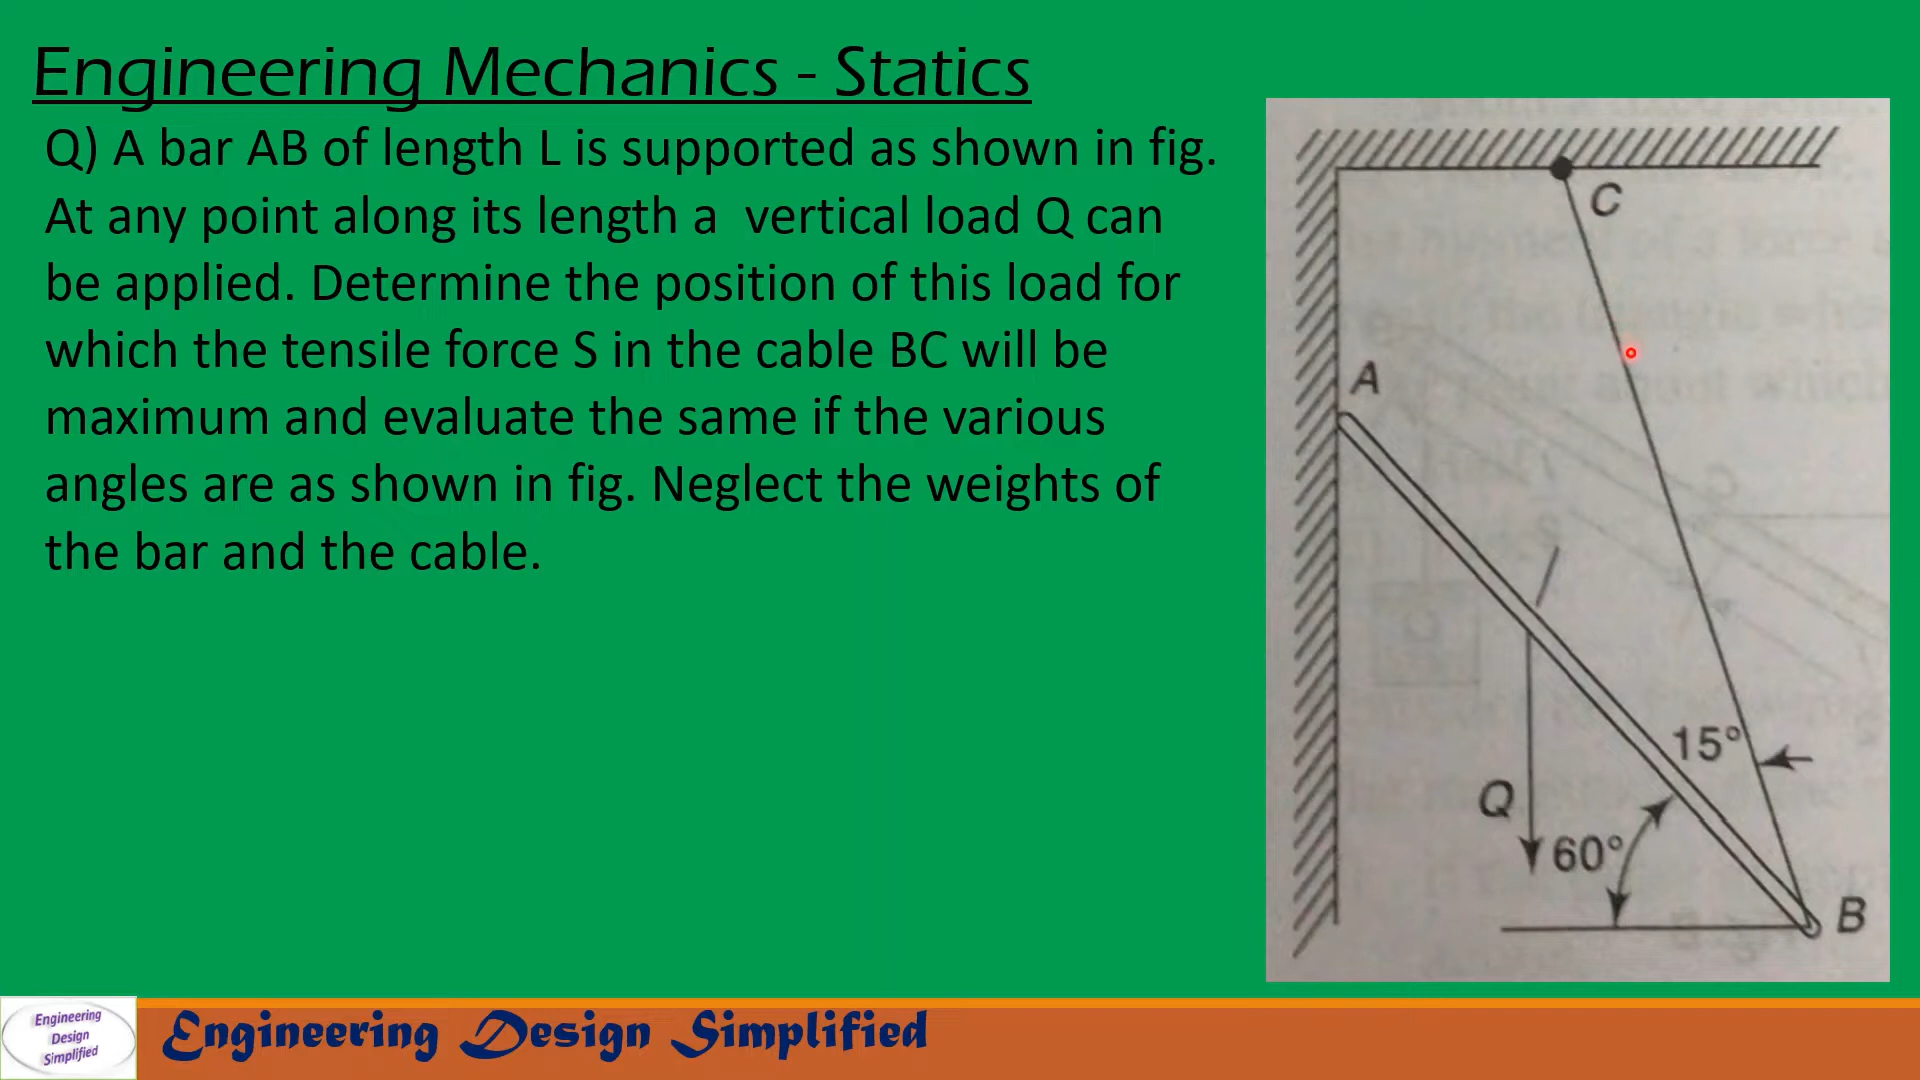 Engineering Mechanics - Statics
Q) A bar AB of length L is supported as shown in fig.
At any point along its length a vertical load Q can
be applied. Determine the position of this load for
which the tensile force S in the cable BC will be
maximum and evaluate the same if the various
angles are as shown in fig. Neglect the weights of
the bar and the cable.
C
A
15°
Q
60°
B
Engineering
Design
Simplified
Engineering Design Simplified